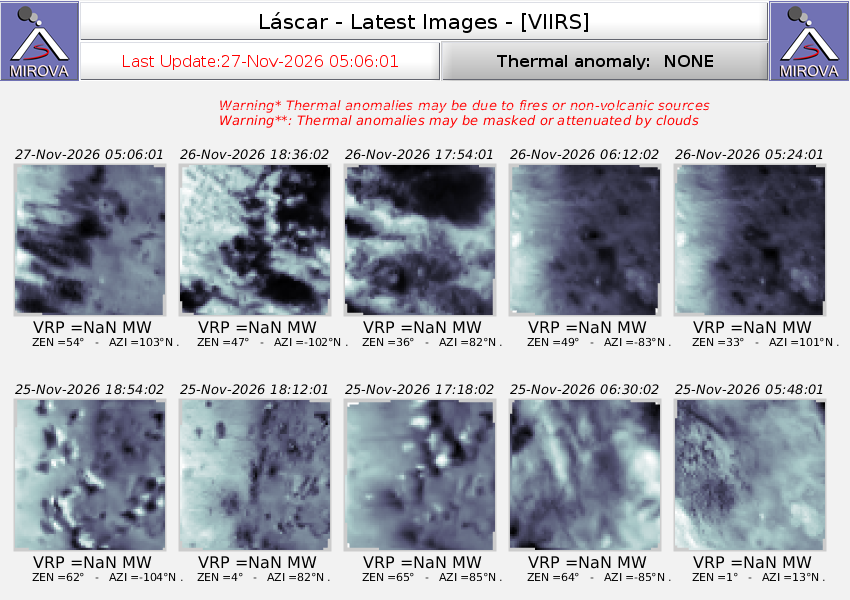 Láscar - Latest Images - [VIIRS]
MIROVA
Last Update:27-Nov-2026 05:06:01
Thermal anomaly: NONE
MIROVA
Warning* Thermal anomalies may be due to fires or non-volcanic sources
Warning**: Thermal anomalies may be masked or attenuated by clouds
27-Nov-2026 05:06:01 26-Nov-2026 18:36:02 26-Nov-2026 17:54:01 26-Nov-2026 06:12:02 26-Nov-2026 05:24:01
VRP =NaN MW VRP =NaN MW VRP =NaN MW VRP =NaN MW VRP =NaN MW
ZEN =54° - AZI =103°N . ZEN =47° - AZI =-102°N . ZEN =36° - AZI =82°N . ZEN =49° - AZI =-83°N . ZEN =33° - AZI =101°N .
25-Nov-2026 18:54:02 25-Nov-2026 18:12:01 25-Nov-2026 17:18:02 25-Nov-2026 06:30:02 25-Nov-2026 05:48:01
VRP =NaN MW VRP =NaN MW VRP =NaN MW VRP =NaN MW VRP =NaN MW
ZEN =62° - AZI =-104°N . ZEN =4° - AZI =82°N . ZEN =65° - AZI =85°N . ZEN =64° - AZI =-85°N . ZEN =1° - AZI =13°N .